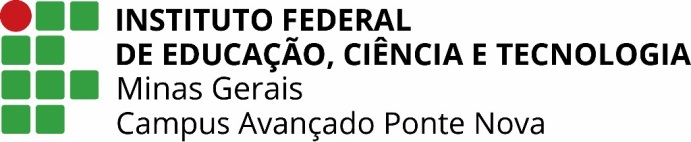 INSTITUTO FEDERAL
DE EDUCAÇÃO, CIÊNCIA E TECNOLOGIA
Minas Gerais
Campus Avançado Ponte Nova